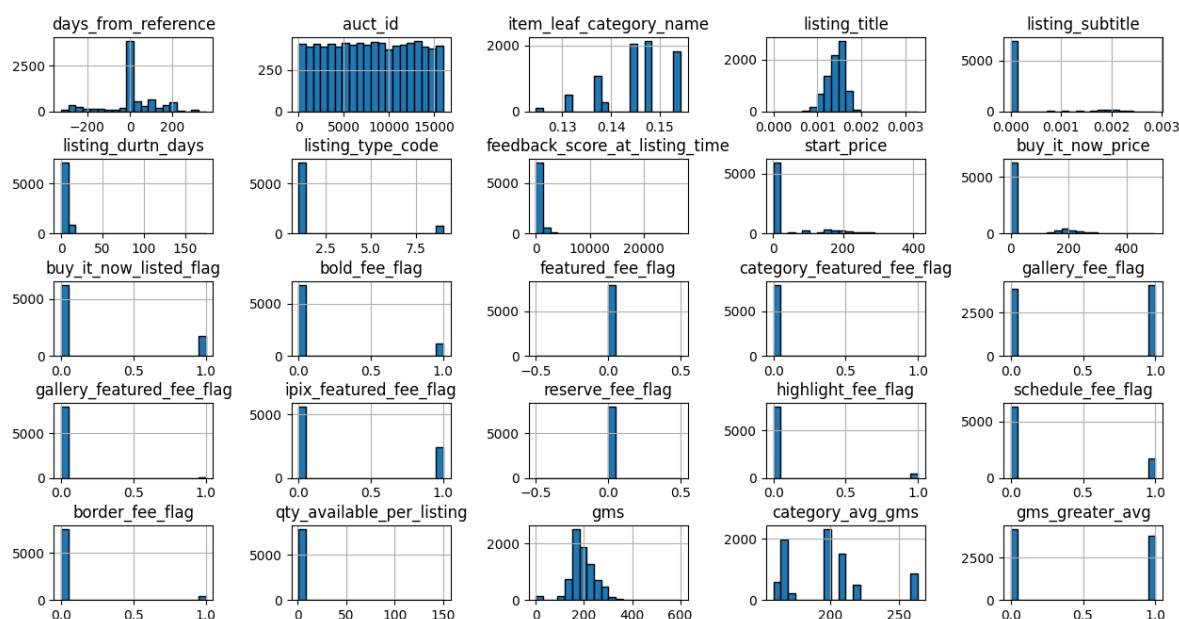 days_from_reference auct_id item_leaf_category_name listing_title listing_subtitle
2500 250 2000 2000 5000
0 0 0 0 0
−200 0 200 0 5000 10000 15000 0.13 0.14 0.15 0.000 0.001 0.002 0.003 0.000 0.001 0.002 0.003
listing_durtn_days listing_type_code feedback_score_at_listing_time start_price buy_it_now_price
5000 5000 5000 5000 5000
0 0 0 0 0
0 50 100 150 2.5 5.0 7.5 0 10000 20000 0 200 400 0 200 400
buy_it_now_listed_flag bold_fee_flag featured_fee_flag category_featured_fee_flag gallery_fee_flag
5000 5000 5000 5000 2500
0 0 0 0 0
0.0 0.5 1.0 0.0 0.5 1.0 −0.5 0.0 0.5 0.0 0.5 1.0 0.0 0.5 1.0
gallery_featured_fee_flag ipix_featured_fee_flag reserve_fee_flag highlight_fee_flag schedule_fee_flag
5000 5000 5000 5000 5000
0 0 0 0 0
0.0 0.5 1.0 0.0 0.5 1.0 −0.5 0.0 0.5 0.0 0.5 1.0 0.0 0.5 1.0
border_fee_flag qty_available_per_listing gms category_avg_gms gms_greater_avg
5000 5000 2000 2000 2500
0 0 0 0 0
0.0 0.5 1.0 0 50 100 150 0 200 400 600 200 250 0.0 0.5 1.0